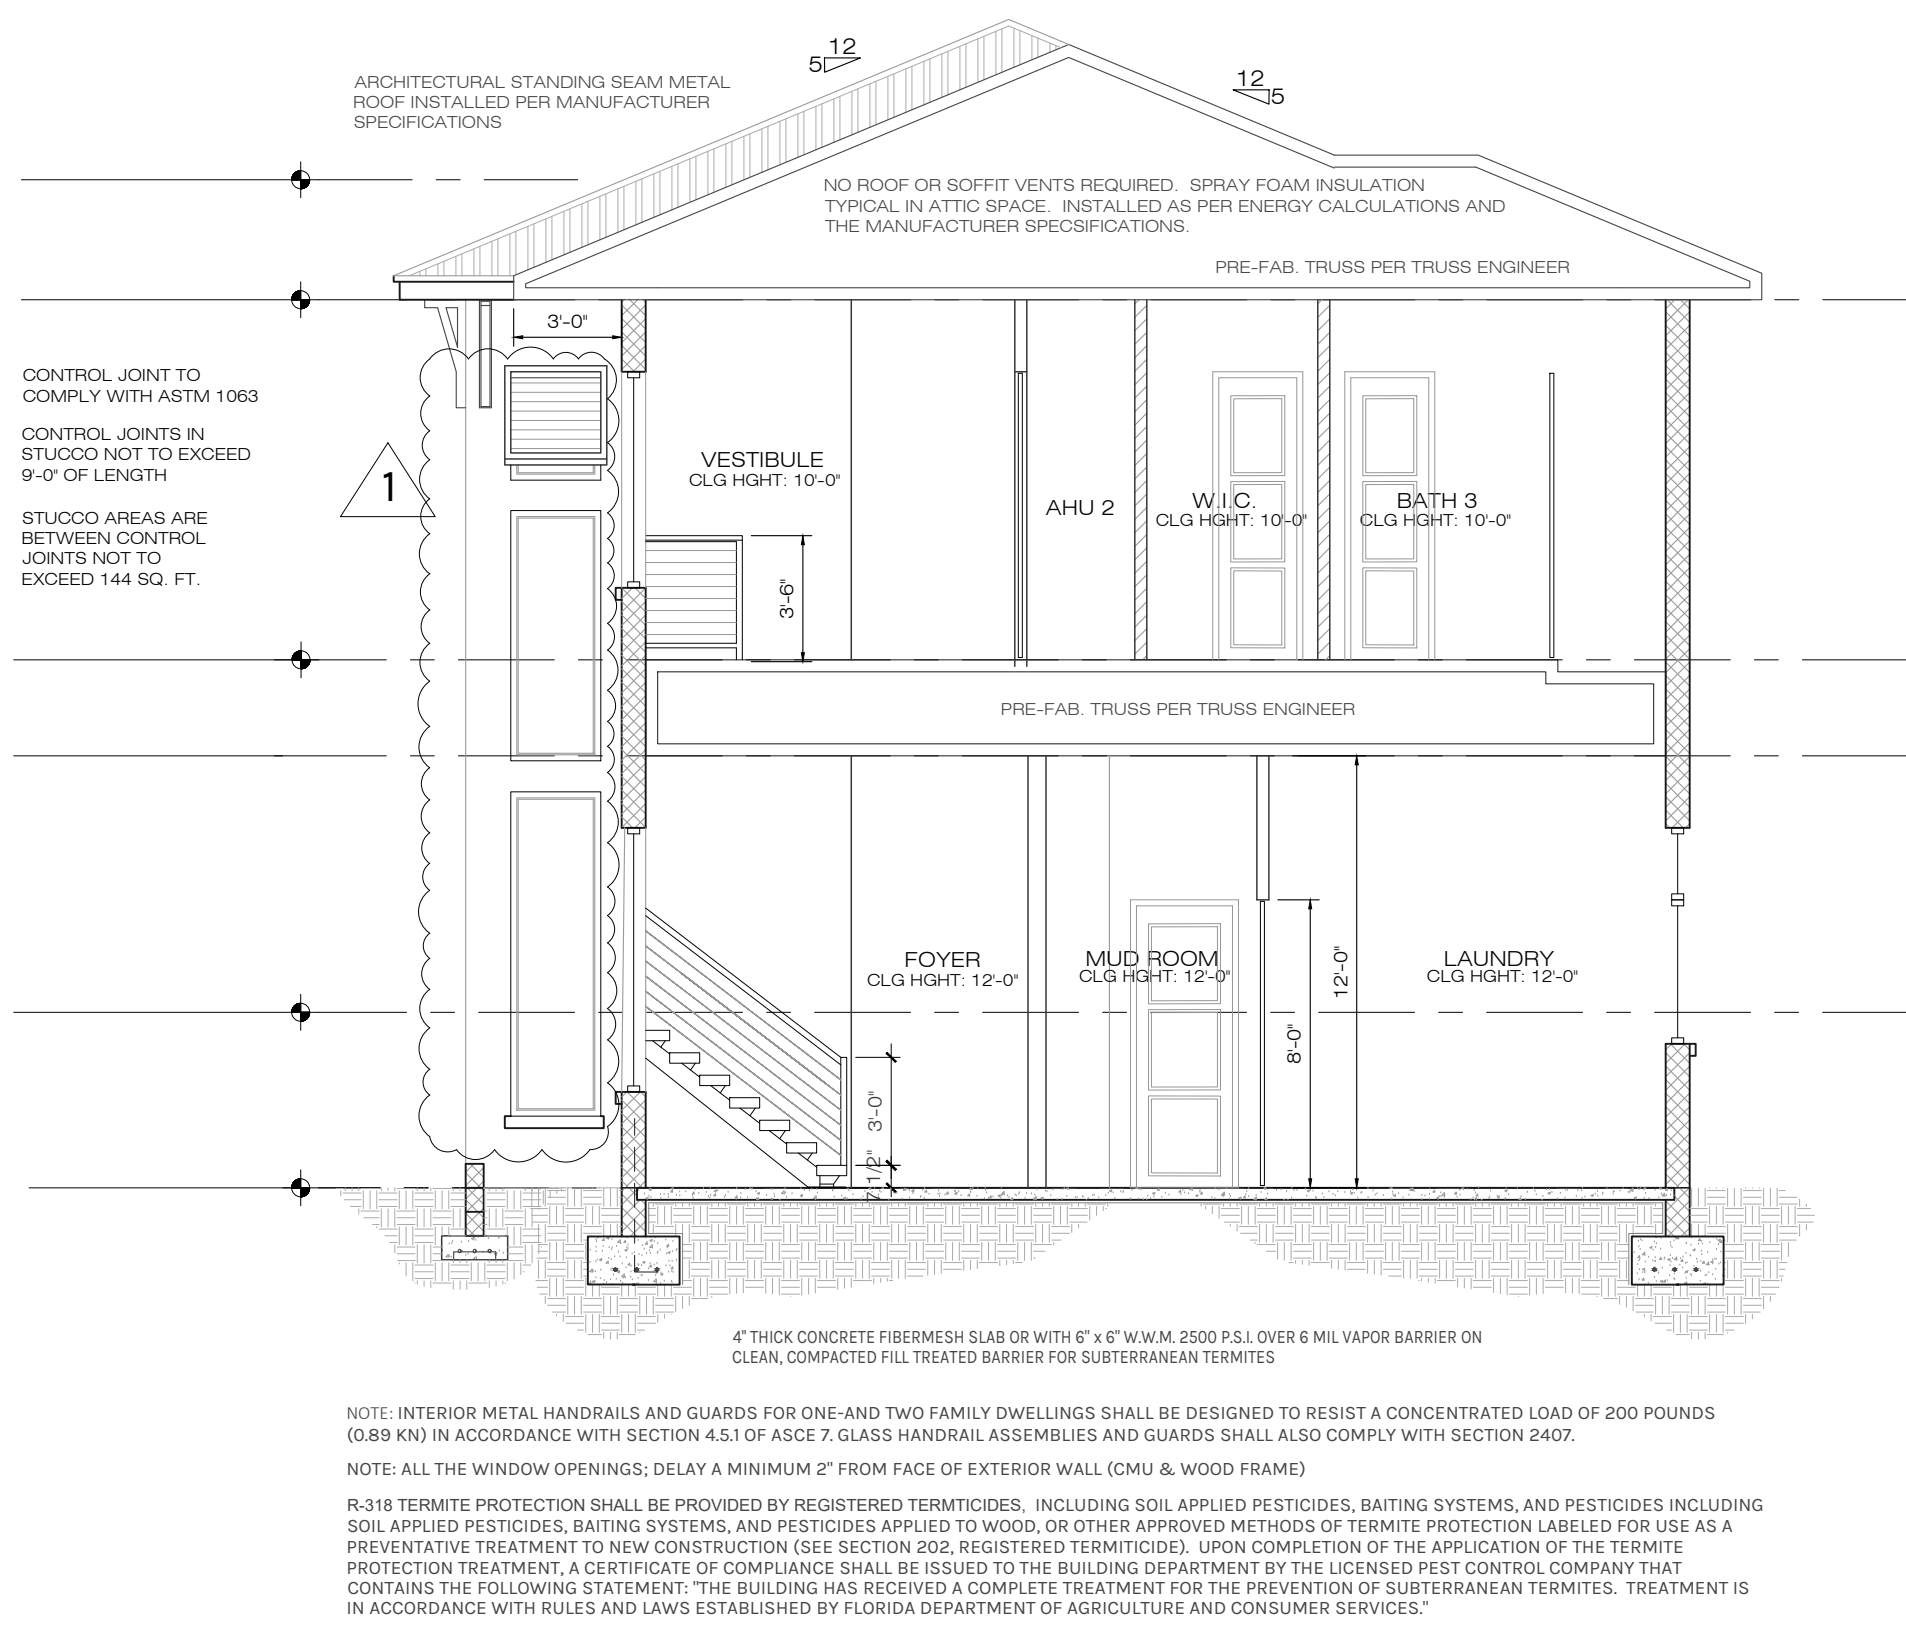 12
5
12
5
ARCHITECTURAL STANDING SEAM METAL
ROOF INSTALLED PER MANUFACTURER
SPECIFICATIONS
NO ROOF OR SOFFIT VENTS REQUIRED.  SPRAY FOAM INSULATION
TYPICAL IN ATTIC SPACE.  INSTALLED AS PER ENERGY CALCULATIONS AND
THE MANUFACTURER SPECSIFICATIONS.
PRE-FAB. TRUSS PER TRUSS ENGINEER
3'-0"
CONTROL JOINT TO
COMPLY WITH ASTM 1063
CONTROL JOINTS IN
STUCCO NOT TO EXCEED
9'-0" OF LENGTH
STUCCO AREAS ARE
BETWEEN CONTROL
JOINTS NOT TO
EXCEED 144 SQ. FT.
1
VESTIBULE
CLG HGHT: 10'-0"
AHU 2
W.I.C.
CLG HGHT: 10'-0"
BATH 3
CLG HGHT: 10'-0"
3'-6"
PRE-FAB. TRUSS PER TRUSS ENGINEER
FOYER
CLG HGHT: 12'-0"
MUD ROOM
CLG HGHT: 12'-0"
LAUNDRY
CLG HGHT: 12'-0"
12'-0"
8'-0"
3'-0"
7 1/2"
4" THICK CONCRETE FIBERMESH SLAB OR WITH 6" x 6" W.W.M. 2500 P.S.I. OVER 6 MIL VAPOR BARRIER ON
CLEAN, COMPACTED FILL TREATED BARRIER FOR SUBTERRANEAN TERMITES
NOTE: INTERIOR METAL HANDRAILS AND GUARDS FOR ONE-AND TWO FAMILY DWELLINGS SHALL BE DESIGNED TO RESIST A CONCENTRATED LOAD OF 200 POUNDS
(0.89 KN) IN ACCORDANCE WITH SECTION 4.5.1 OF ASCE 7. GLASS HANDRAIL ASSEMBLIES AND GUARDS SHALL ALSO COMPLY WITH SECTION 2407.
NOTE: ALL THE WINDOW OPENINGS; DELAY A MINIMUM 2" FROM FACE OF EXTERIOR WALL (CMU & WOOD FRAME)
R-318 TERMITE PROTECTION SHALL BE PROVIDED BY REGISTERED TERMTICIDES,  INCLUDING SOIL APPLIED PESTICIDES, BAITING SYSTEMS, AND PESTICIDES INCLUDING
SOIL APPLIED PESTICIDES, BAITING SYSTEMS, AND PESTICIDES APPLIED TO WOOD, OR OTHER APPROVED METHODS OF TERMITE PROTECTION LABELED FOR USE AS A
PREVENTATIVE TREATMENT TO NEW CONSTRUCTION (SEE SECTION 202, REGISTERED TERMITICIDE).  UPON COMPLETION OF THE APPLICATION OF THE TERMITE
PROTECTION TREATMENT, A CERTIFICATE OF COMPLIANCE SHALL BE ISSUED TO THE BUILDING DEPARTMENT BY THE LICENSED PEST CONTROL COMPANY THAT
CONTAINS THE FOLLOWING STATEMENT: "THE BUILDING HAS RECEIVED A COMPLETE TREATMENT FOR THE PREVENTION OF SUBTERRANEAN TERMITES.  TREATMENT IS
IN ACCORDANCE WITH RULES AND LAWS ESTABLISHED BY FLORIDA DEPARTMENT OF AGRICULTURE AND CONSUMER SERVICES."